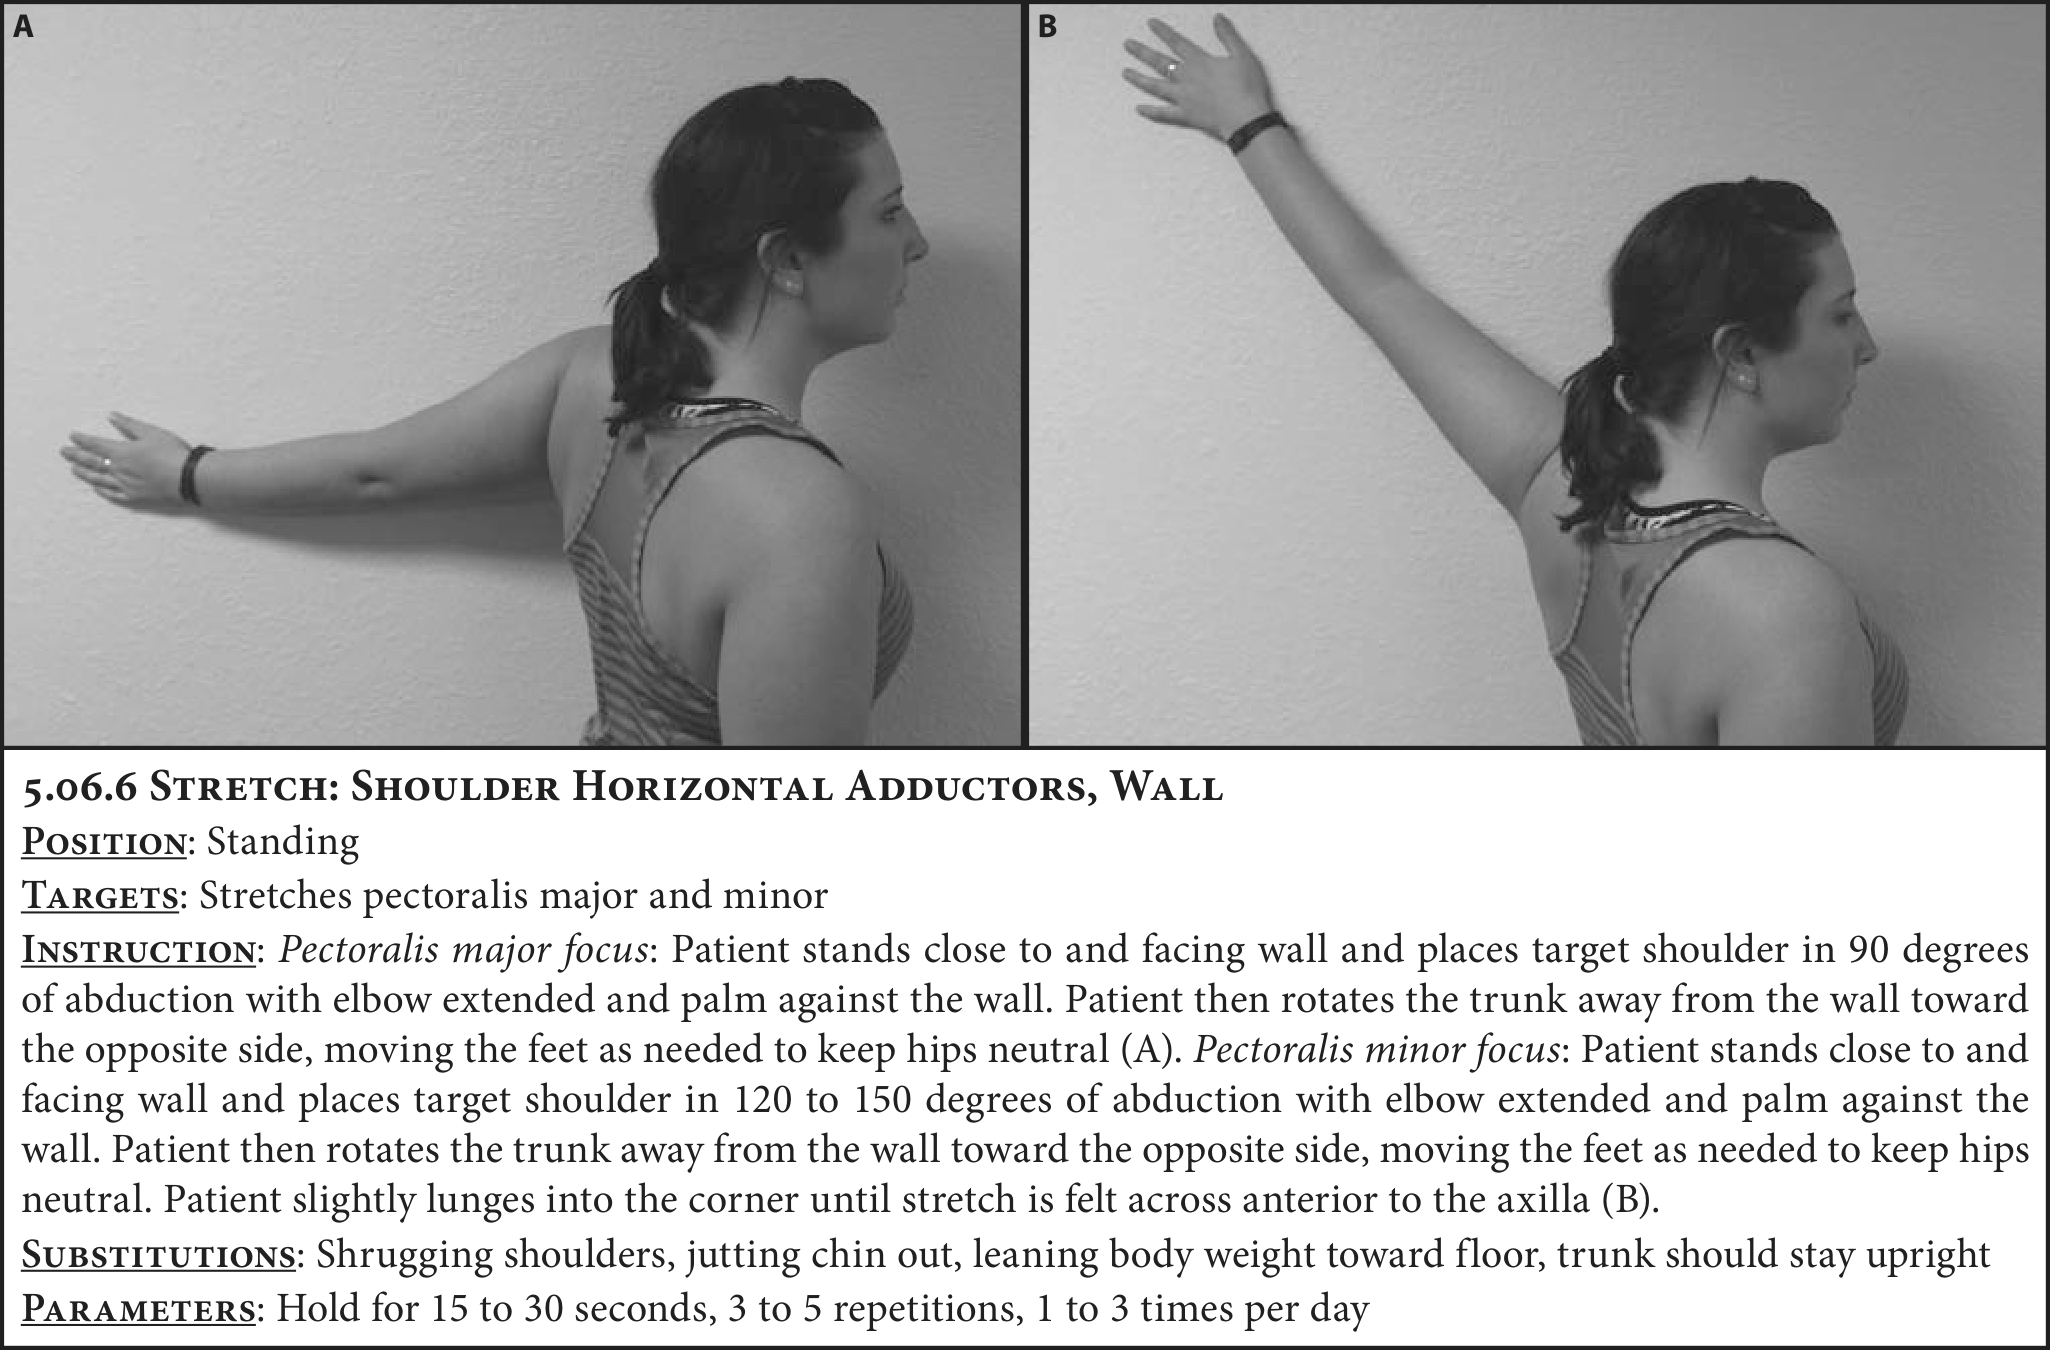 A
B
5.06.6 Stretch: Shoulder Horizontal Adductors, Wall
Position: Standing
Targets: Stretches pectoralis major and minor
Instruction: Pectoralis major focus: Patient stands close to and facing wall and places target shoulder in 90 degrees
of abduction with elbow extended and palm against the wall. Patient then rotates the trunk away from the wall toward
the opposite side, moving the feet as needed to keep hips neutral (A). Pectoralis minor focus: Patient stands close to and
facing wall and places target shoulder in 120 to 150 degrees of abduction with elbow extended and palm against the
wall. Patient then rotates the trunk away from the wall toward the opposite side, moving the feet as needed to keep hips
neutral. Patient slightly lunges into the corner until stretch is felt across anterior to the axilla (B).
Substitutions: Shrugging shoulders, jutting chin out, leaning body weight toward floor, trunk should stay upright
Parameters: Hold for 15 to 30 seconds, 3 to 5 repetitions, 1 to 3 times per day